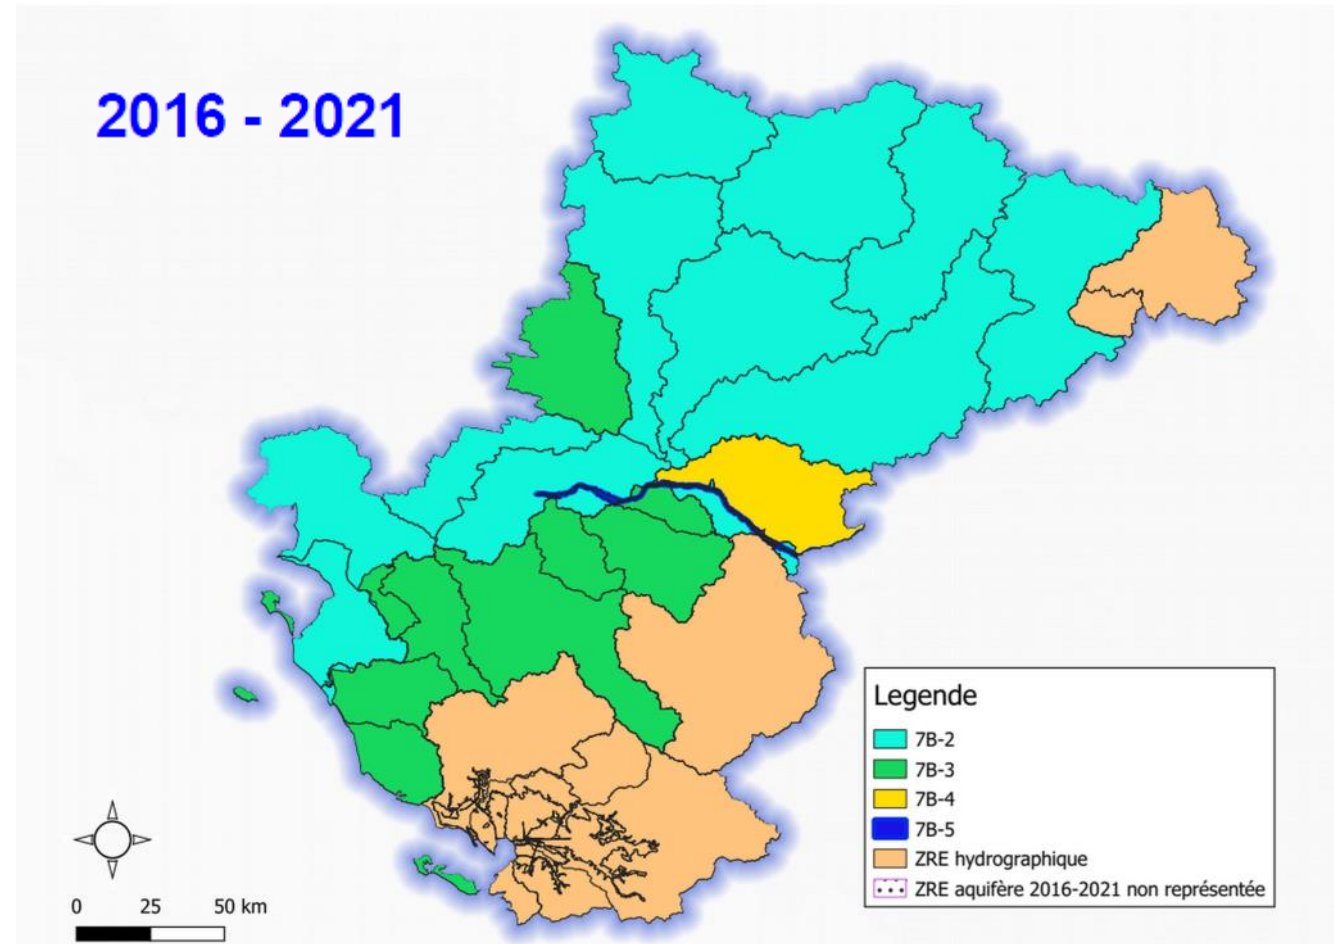 2016 - 2021
Legende
7B-2
7B-3
7B-4
7B-5
ZRE hydrographique
ZRE aquifère 2016-2021 non représentée
0 25 50 km